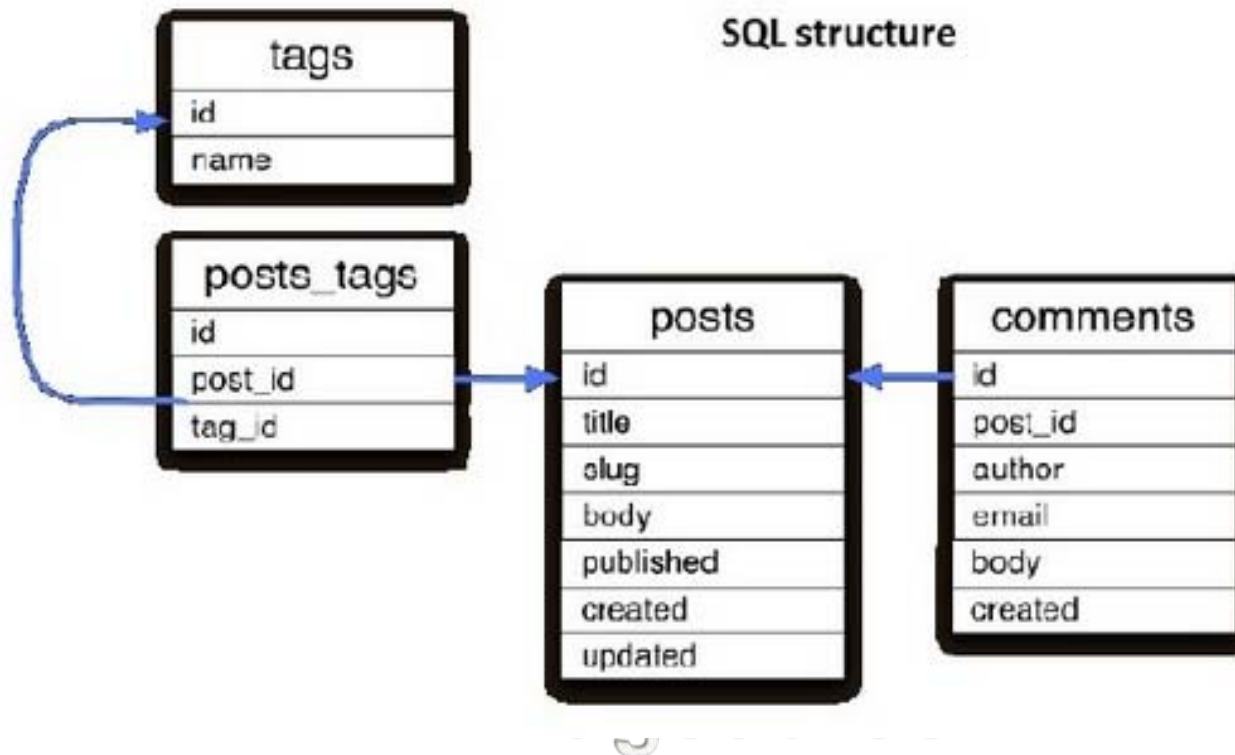 SQL structure
tags
id
name
posts_tags
id
post_id
tag_id
posts
id
title
slug
body
published
created
updated
comments
id
post_id
author
email
body
created